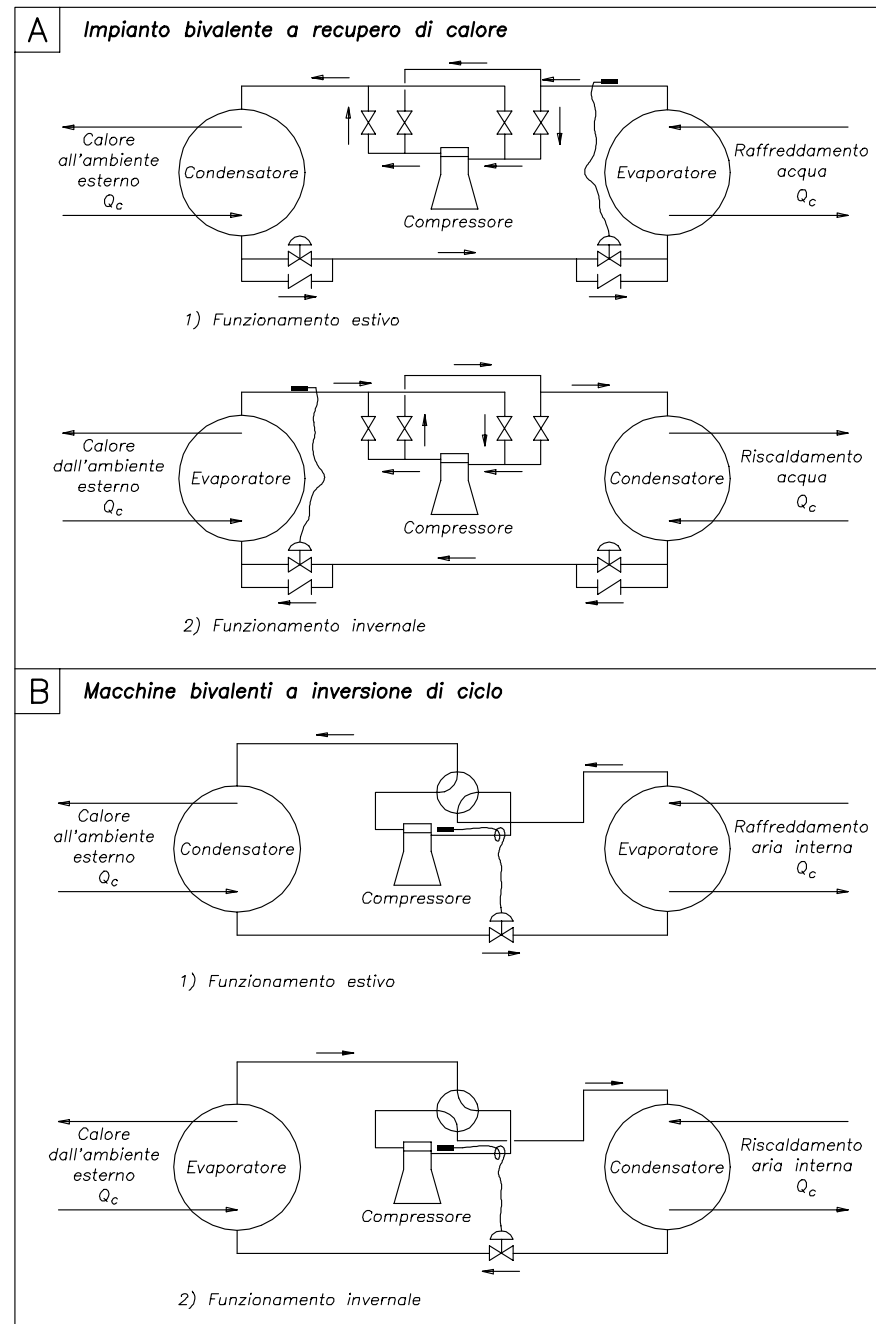 A
Impianto bivalente a recupero di calore
Calore
all'ambiente
esterno
Qc
Condensatore
Compressore
Evaporatore
Raffreddamento
acqua
Qc
1) Funzionamento estivo
Calore
dall'ambiente
esterno
Qc
Evaporatore
Compressore
Condensatore
Riscaldamento
acqua
Qc
2) Funzionamento invernale
B
Macchine bivalenti a inversione di ciclo
Calore
all'ambiente
esterno
Qc
Condensatore
Compressore
Evaporatore
Raffreddamento
aria interna
Qc
1) Funzionamento estivo
Calore
dall'ambiente
esterno
Qc
Evaporatore
Compressore
Condensatore
Riscaldamento
aria interna
Qc
2) Funzionamento invernale